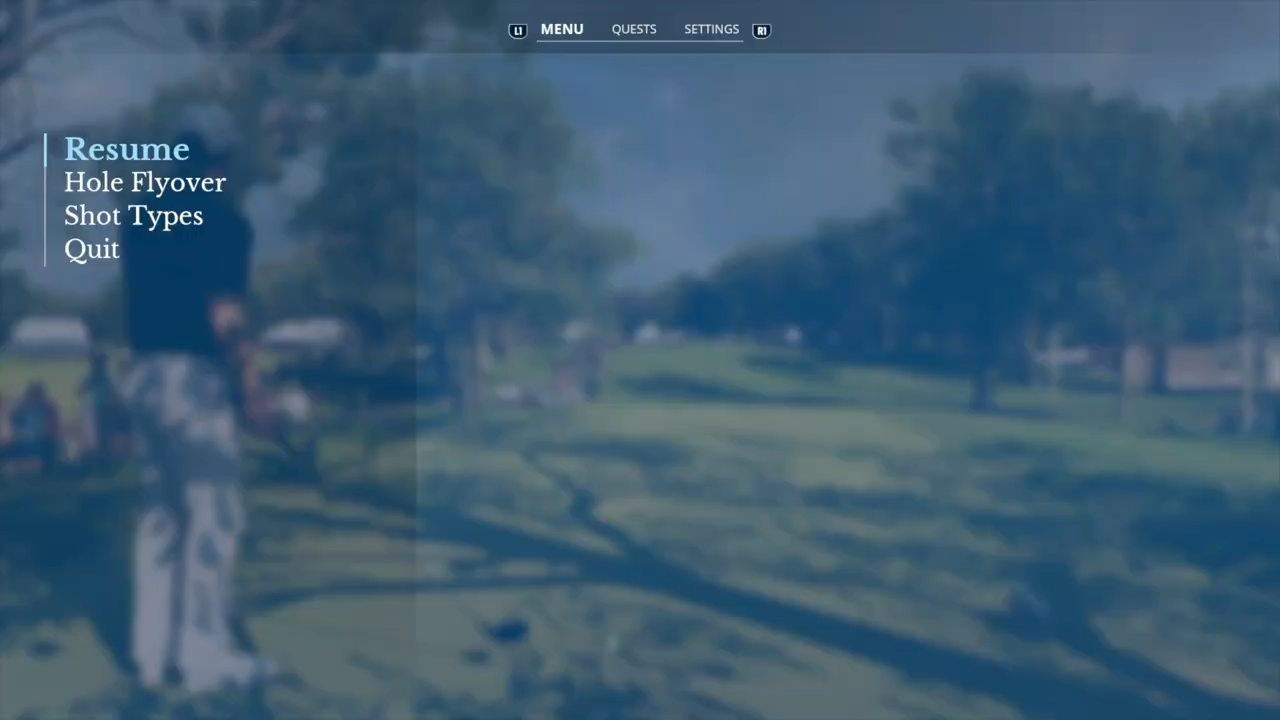 L1 MENU QUESTS SETTINGS R1
Resume
Hole Flyover
Shot Types
Quit